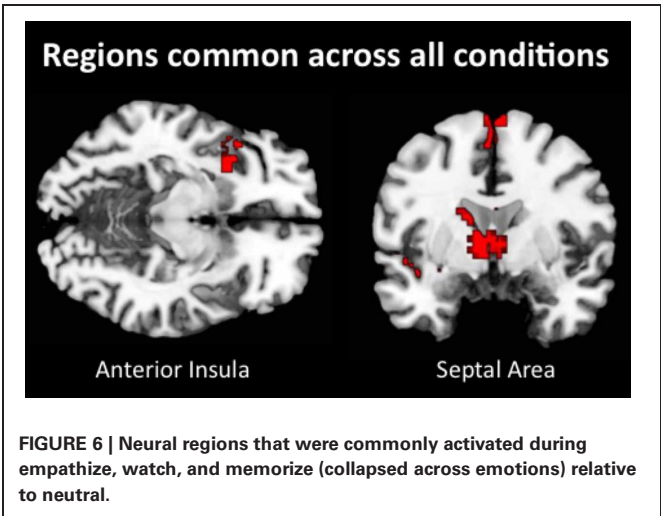 Regions common across all conditions
Anterior Insula
Septal Area
FIGURE 6 | Neural regions that were commonly activated during
empathize, watch, and memorize (collapsed across emotions) relative
to neutral.